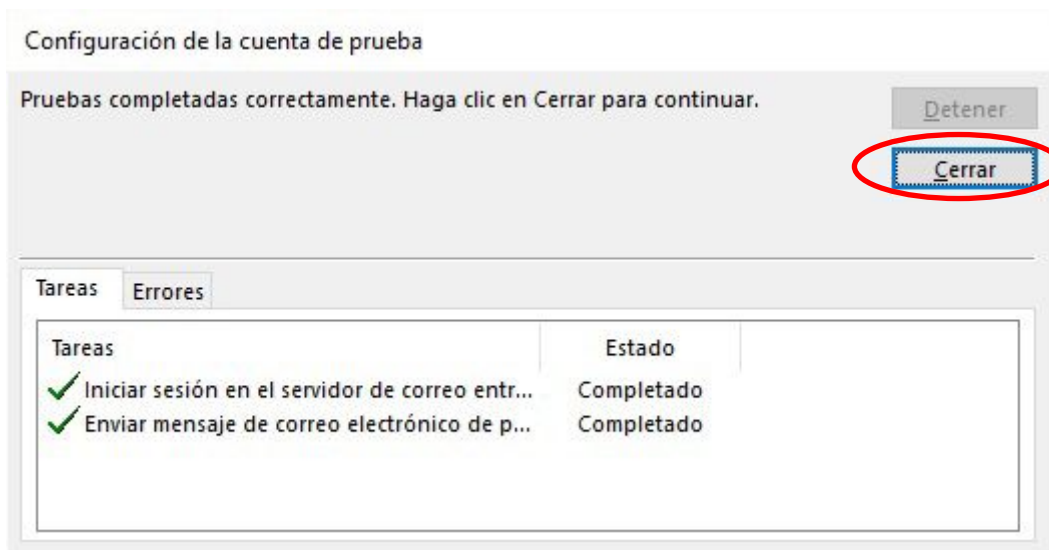 Configuración de la cuenta de prueba
Pruebas completadas correctamente. Haga clic en Cerrar para continuar.
Detener
Cerrar
Tareas Errores
Tareas Estado
Iniciar sesión en el servidor de correo entr... Completado
Enviar mensaje de correo electrónico de p... Completado